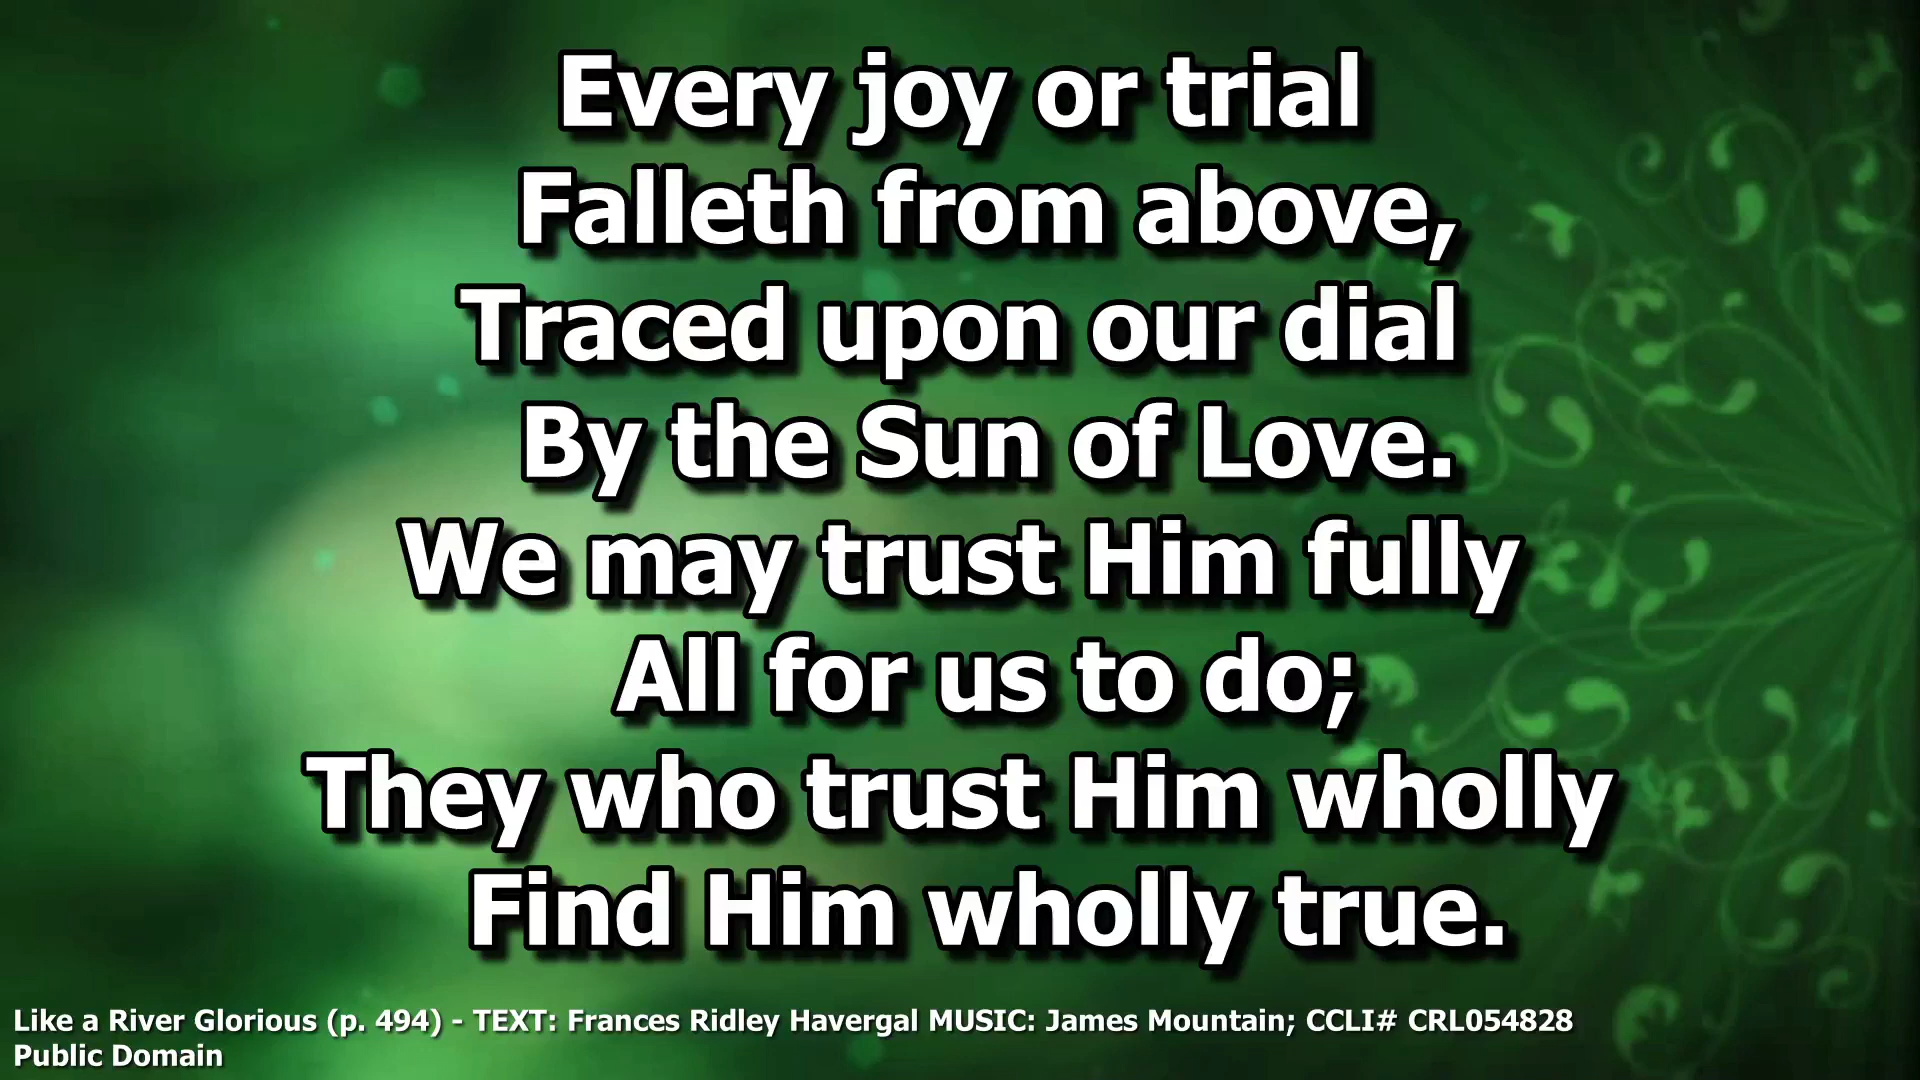 Every joy or trial
Falleth from above,
Traced upon our dial
By the Sun of Love.
We may trust Him fully
All for us to do;
They who trust Him wholly
Find Him wholly true.
Like a River Glorious (p. 494) - TEXT: Frances Ridley Havergal MUSIC: James Mountain; CCLI# CRL054828
Public Domain